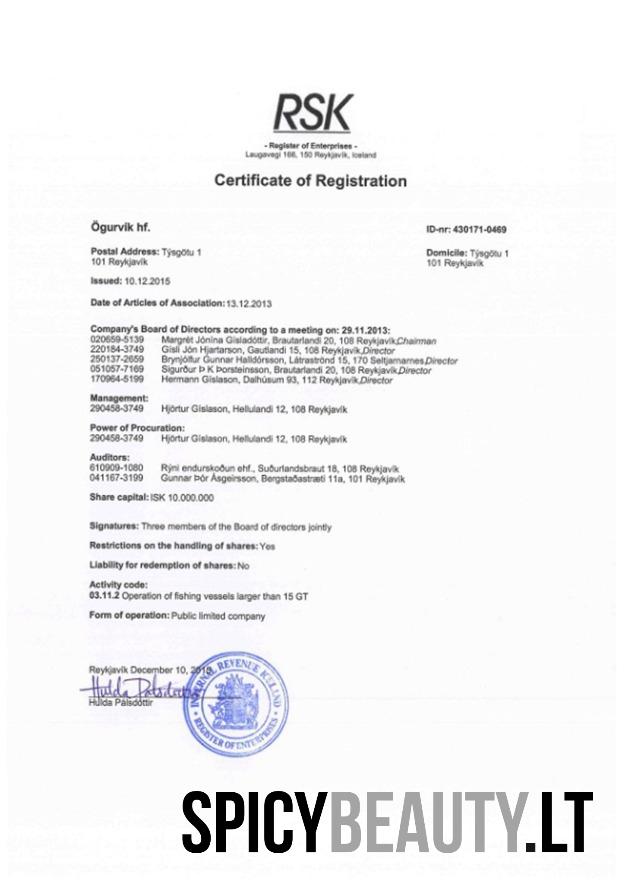 RSK
- Register of Enterprises -
Laugavegi 166, 150 Reykjavík, Iceland
Certificate of Registration
Ögurvik hf.
ID-nr: 430171-0469
Postal Address: Týsgötu 1
101 Reykjavík
Domicile: Týsgötu 1
101 Reykjavík
Issued: 10.12.2015
Date of Articles of Association: 13.12.2013
Company's Board of Directors according to a meeting on: 29.11.2013:
020659-5139 Margrét Jónína Gísladóttir, Brautarlandi 20, 108 Reykjavík,Chairman
220184-3749 Gísli Jón Hjartarson, Gautlandi 15, 108 Reykjavík,Director
250137-2659 Brynjólfur Gunnar Halldórsson, Látraströnd 15, 170 Seltjarnarnes,Director
051057-7169 Sigurður Þ K Þorsteinsson, Brautarlandi 20, 108 Reykjavík,Director
170964-5199 Hermann Gíslason, Dalhúsum 93, 112 Reykjavík,Director
Management:
290458-3749 Hjörtur Gíslason, Hellulandi 12, 108 Reykjavík
Power of Procuration:
290458-3749 Hjörtur Gíslason, Hellulandi 12, 108 Reykjavík
Auditors:
610909-1080 Rýni endurskoðun ehf., Suðurlandsbraut 18, 108 Reykjavík
041167-3199 Gunnar Þór Ásgeirsson, Bergstaðastræti 11a, 101 Reykjavík
Share capital: ISK 10.000.000
Signatures: Three members of the Board of directors jointly
Restrictions on the handling of shares: Yes
Liability for redemption of shares: No
Activity code:
03.11.2 Operation of fishing vessels larger than 15 GT
Form of operation: Public limited company
Reykjavík December 10, 2015
Hulda Pálsdóttir
Hulda Pálsdóttir
INTERNAL REVENUE ICELAND
REGISTER OF ENTERPRISES
SPICYBEAUTY.LT